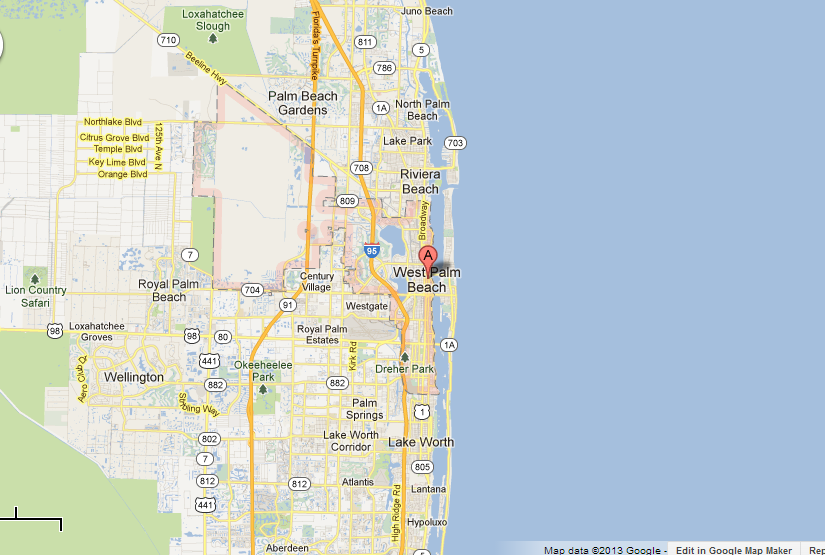 Juno Beach
Loxahatchee
Slough
710
811
5
Beeline Hwy
Florida's Turnpike
786
Palm Beach
Gardens
1A
North Palm
Beach
Northlake Blvd
125th Ave N
Citrus Grove Blvd
Temple Blvd
Key Lime Blvd
Orange Blvd
Lake Park
703
708
Riviera
Beach
809
Broadway
95
7
A
West Palm
Beach
Lion Country
Safari
Royal Palm
Beach
704
Century
Village
91
Westgate
98
Loxahatchee
Groves
98
80
Royal Palm
Estates
1A
441
Kirk Rd
Dreher Park
Aero Club Dr
Wellington
Okeeheelee
Park
882
882
Stribling Way
Palm
Springs
1
802
Lake Worth
Corridor
Lake Worth
7
805
812
812
Atlantis
Lantana
441
High Ridge Rd
Hypoluxo
Aberdeen
5
Map data ©2013 Google -
Edit in Google Map Maker
Rep